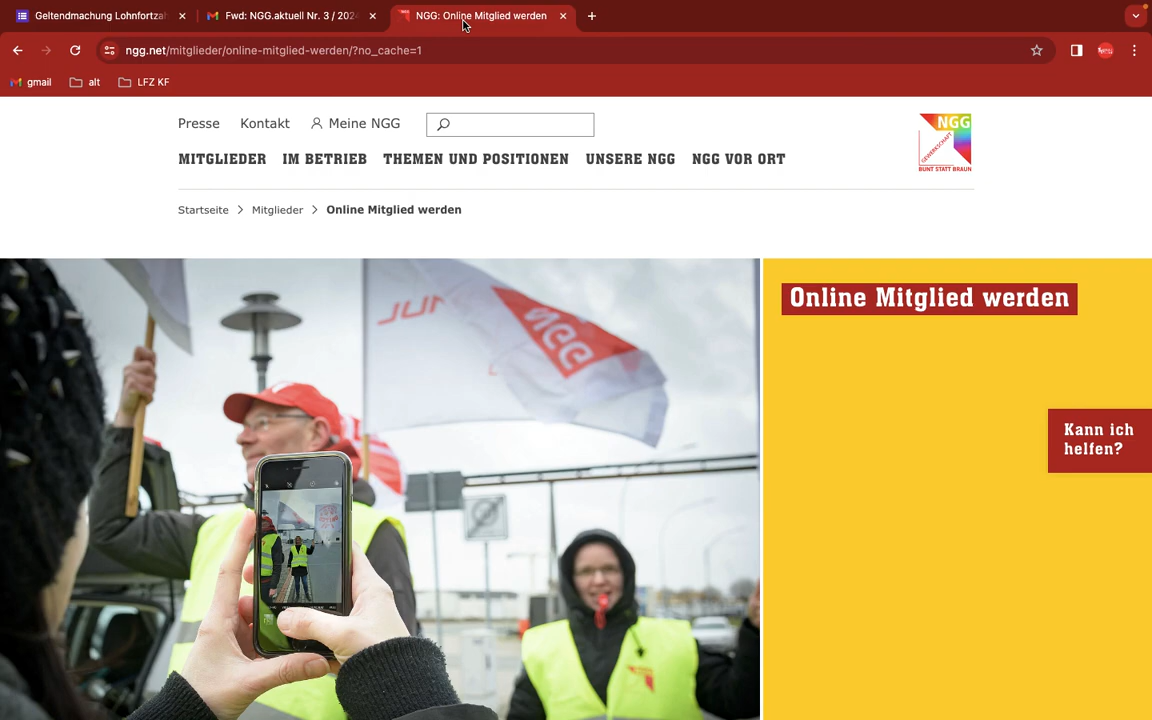 Geltendmachung Lohnfortza
Fwd: NGG.aktuell Nr. 3 / 202
NGG: Online Mitglied werden
ngg.net/mitglieder/online-mitglied-werden/?no_cache=1
gmail
alt
LFZ KF
Presse
Kontakt
Meine NGG
MITGLIEDER
IM BETRIEB
THEMEN UND POSITIONEN
UNSERE NGG
NGG VOR ORT
NGG
GEWERKSCHAFT
BUNT STATT BRAUN
Startseite
Mitglieder
Online Mitglied werden
Online Mitglied werden
Kann ich
helfen?